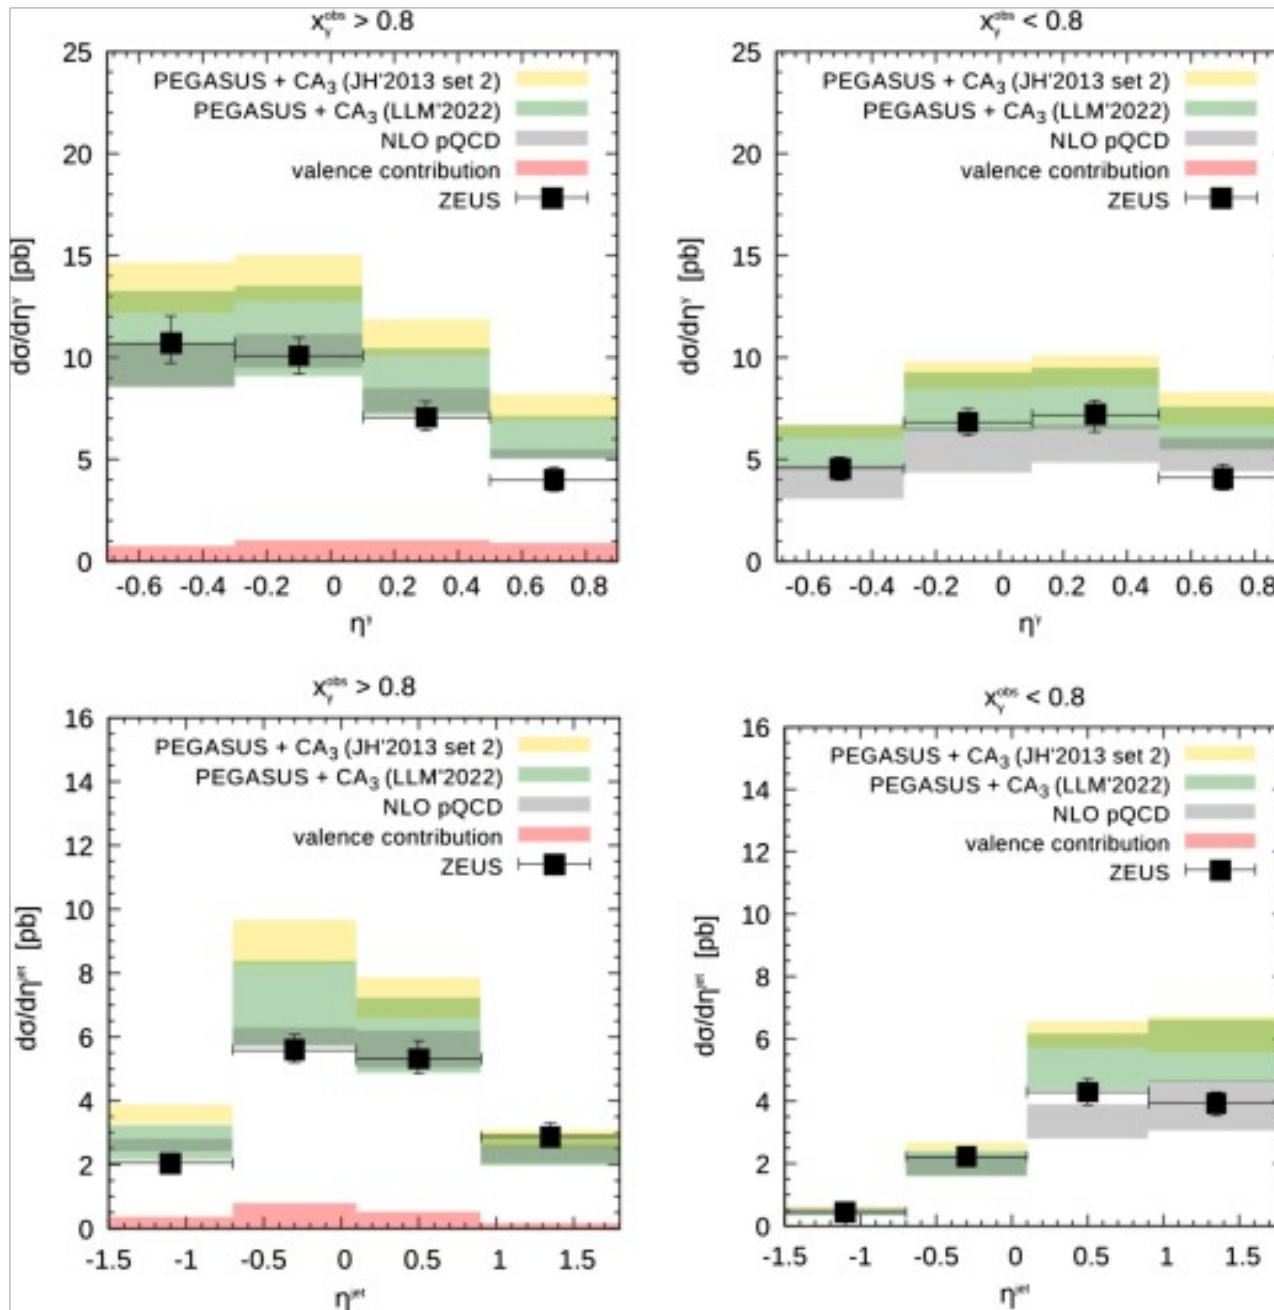 x_γ^obs > 0.8
25
20
15
10
5
0
PEGASUS + CA3 (JH'2013 set 2)
PEGASUS + CA3 (LLM'2022)
NLO pQCD
valence contribution
ZEUS
dσ/dη^γ [pb]
-0.6 -0.4 -0.2 0 0.2 0.4 0.6 0.8
η^γ
x_γ^obs < 0.8
25
20
15
10
5
0
PEGASUS + CA3 (JH'2013 set 2)
PEGASUS + CA3 (LLM'2022)
NLO pQCD
valence contribution
ZEUS
dσ/dη^γ [pb]
-0.6 -0.4 -0.2 0 0.2 0.4 0.6 0.8
η^γ
x_γ^obs > 0.8
16
14
12
10
8
6
4
2
0
PEGASUS + CA3 (JH'2013 set 2)
PEGASUS + CA3 (LLM'2022)
NLO pQCD
valence contribution
ZEUS
dσ/dη^jet [pb]
-1.5 -1 -0.5 0 0.5 1 1.5
η^jet
x_γ^obs < 0.8
16
14
12
10
8
6
4
2
0
PEGASUS + CA3 (JH'2013 set 2)
PEGASUS + CA3 (LLM'2022)
NLO pQCD
valence contribution
ZEUS
dσ/dη^jet [pb]
-1.5 -1 -0.5 0 0.5 1 1.5
η^jet